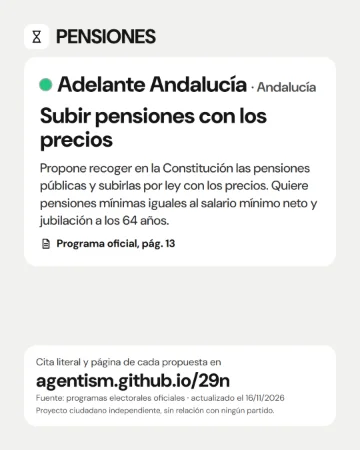 PENSIONES
Adelante Andalucía · Andalucía
Subir pensiones con los
precios
Propone recoger en la Constitución las pensiones
públicas y subirlas por ley con los precios. Quiere
pensiones mínimas iguales al salario mínimo neto y
jubilación a los 64 años.
Programa oficial, pág. 13
Cita literal y página de cada propuesta en
agentism.github.io/29n
Fuente: programas electorales oficiales · actualizado el 16/11/2026
Proyecto ciudadano independiente, sin relación con ningún partido.